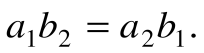 a₁b₂ = a₂b₁.